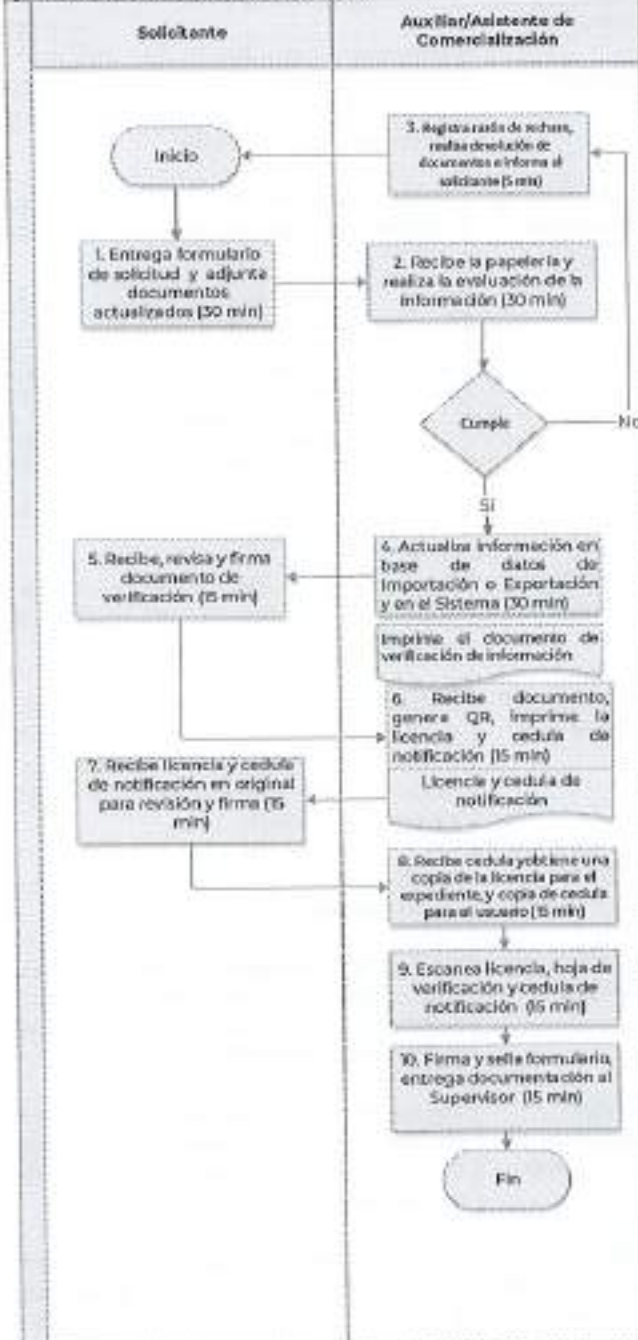 Solicitante
Auxiliar/Asistente de
Comercialización
Inicio
3. Registra razón de rechazo,
realiza devolución de
documentos e informa al
solicitante (5 min)
1. Entrega formulario
de solicitud y adjunta
documentos
actualizados (30 min)
2. Recibe la papelería y
realiza la evaluación de la
información (30 min)
Cumple
No
Si
4. Actualiza información en
base de datos de
Importación o Exportación
y en el Sistema (30 min)
Imprime el documento de
verificación de información
5. Recibe, revisa y firma
documento de
verificación (15 min)
6. Recibe documento,
genera QR, imprime la
licencia y cedula de
notificación (15 min)
Licencia y cedula de
notificación
7. Recibe licencia y cedula
de notificación en original
para revisión y firma (15
min)
8. Recibe cedula yobtiene una
copia de la licencia para el
expediente, y copia de cedula
para el usuario (15 min)
9. Escanea licencia, hoja de
verificación y cedula de
notificación (15 min)
10. Firma y sella formulario,
entrega documentación al
Supervisor (15 min)
Fin